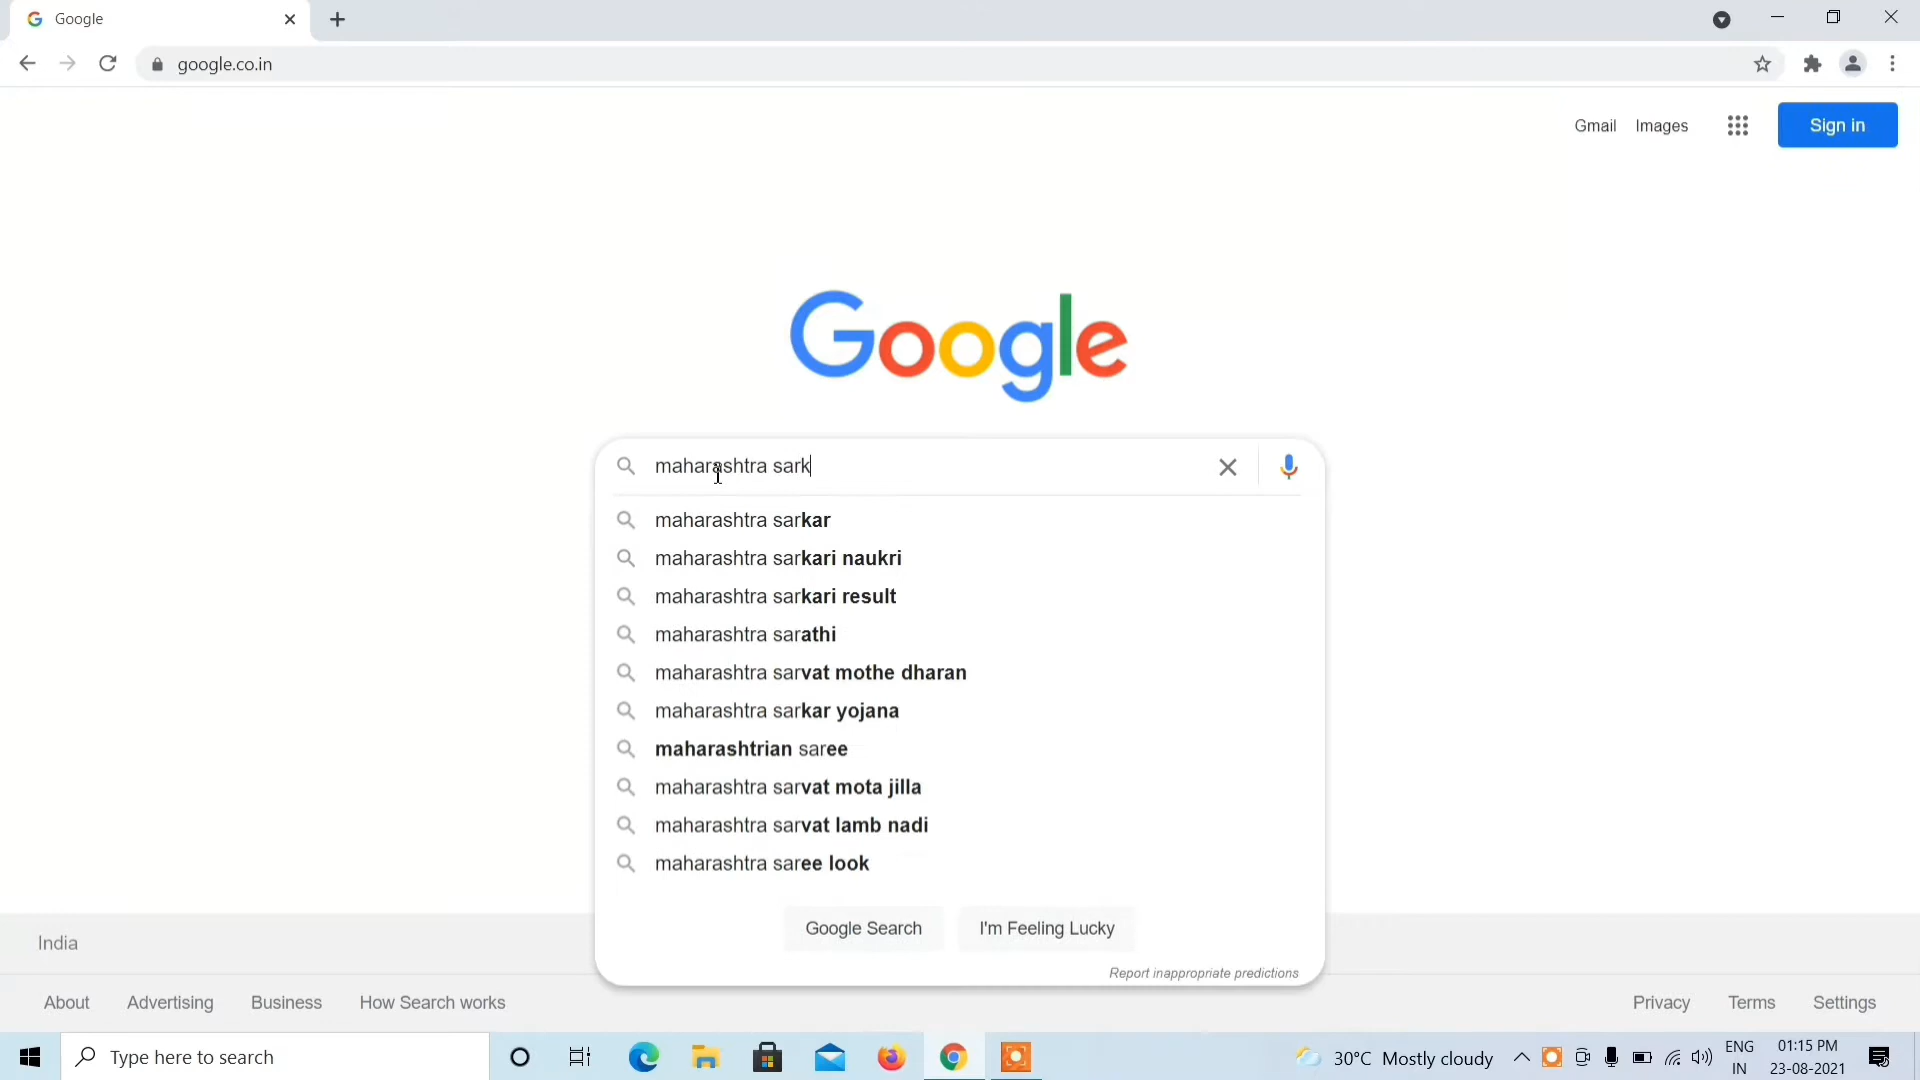 Google
google.co.in
Gmail Images Sign in
Google
maharashtra sark
maharashtra sarkar
maharashtra sarkari naukri
maharashtra sarkari result
maharashtra sarathi
maharashtra sarvat mothe dharan
maharashtra sarkar yojana
maharashtrian saree
maharashtra sarvat mota jilla
maharashtra sarvat lamb nadi
maharashtra saree look
Google Search I'm Feeling Lucky
Report inappropriate predictions
India
About Advertising Business How Search works Privacy Terms Settings
Type here to search
30°C Mostly cloudy
ENG
IN
01:15 PM
23-08-2021